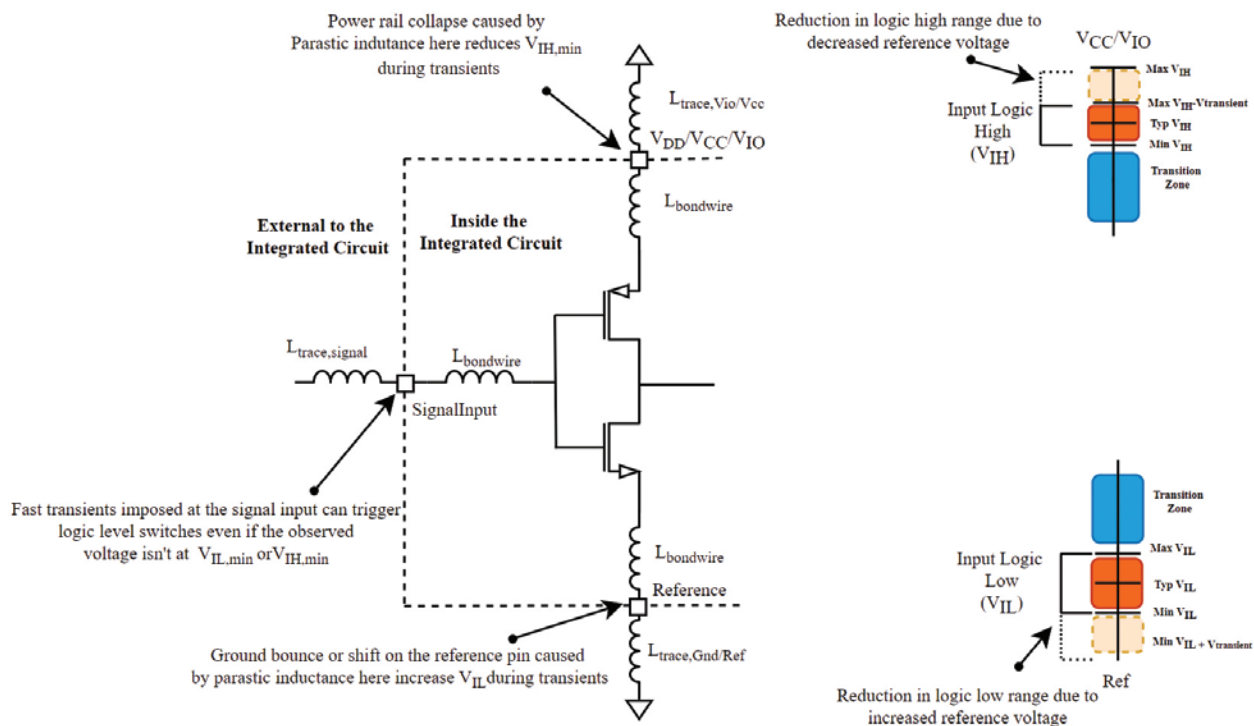 Power rail collapse caused by
Parastic indutance here reduces VIH,min
during transients
Ltrace,Vio/Vcc
VDD/VCC/VIO
Lbondwire
External to the
Integrated Circuit
Inside the
Integrated Circuit
Ltrace,signal
Lbondwire
SignalInput
Fast transients imposed at the signal input can trigger
logic level switches even if the observed
voltage isn't at VIL,min orVIH,min
Lbondwire
Reference
Ground bounce or shift on the reference pin caused
by parastic inductance here increase VIL during transients
Ltrace,Gnd/Ref
Reduction in logic high range due to
decreased reference voltage
VCC/VIO
Max VIH
Max VIH-Vtransient
Input Logic
High
(VIH)
Typ VIH
Min VIH
Transition
Zone
Transition
Zone
Max VIL
Input Logic
Low
(VIL)
Typ VIL
Min VIL
Min VIL + Vtransient
Ref
Reduction in logic low range due to
increased reference voltage